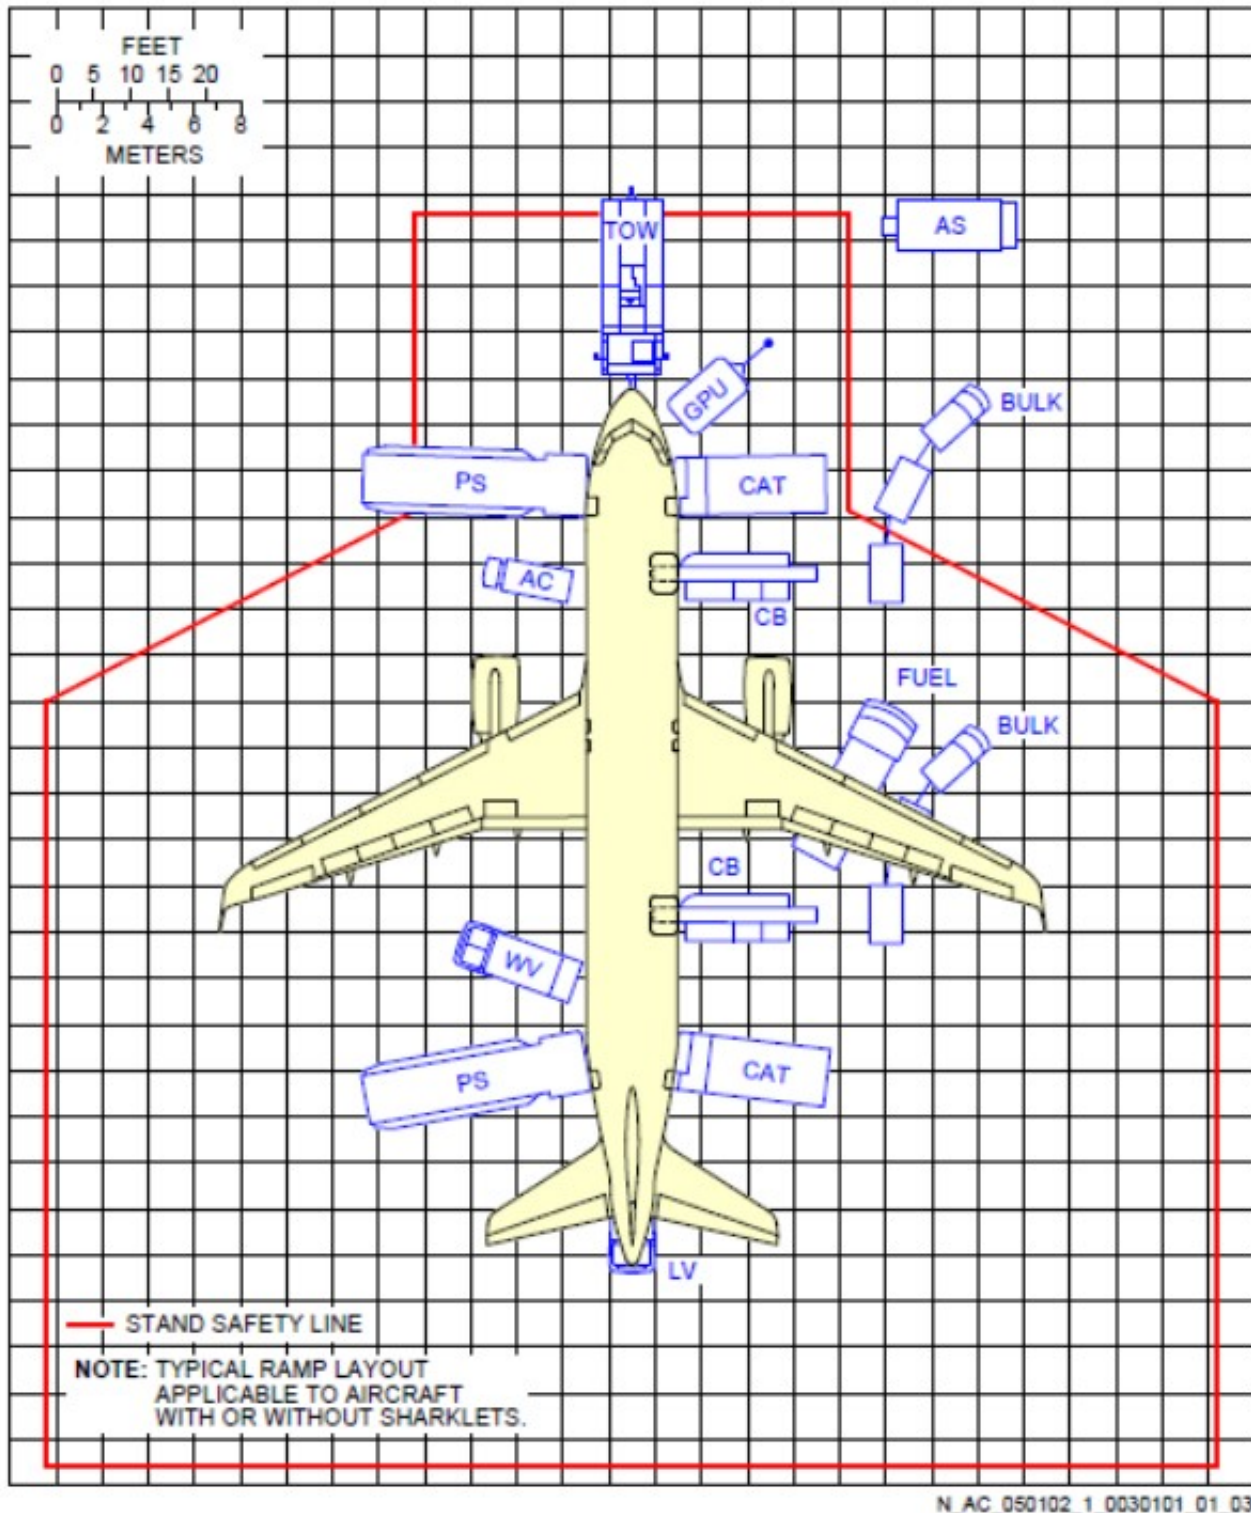 FEET
0 5 10 15 20
0 2 4 6 8
METERS
TOW
AS
GPU
BULK
PS
CAT
AC
CB
FUEL
BULK
CB
WV
PS
CAT
LV
STAND SAFETY LINE
NOTE: TYPICAL RAMP LAYOUT
APPLICABLE TO AIRCRAFT
WITH OR WITHOUT SHARKLETS.
N_AC_050102_1_0030101_01_03